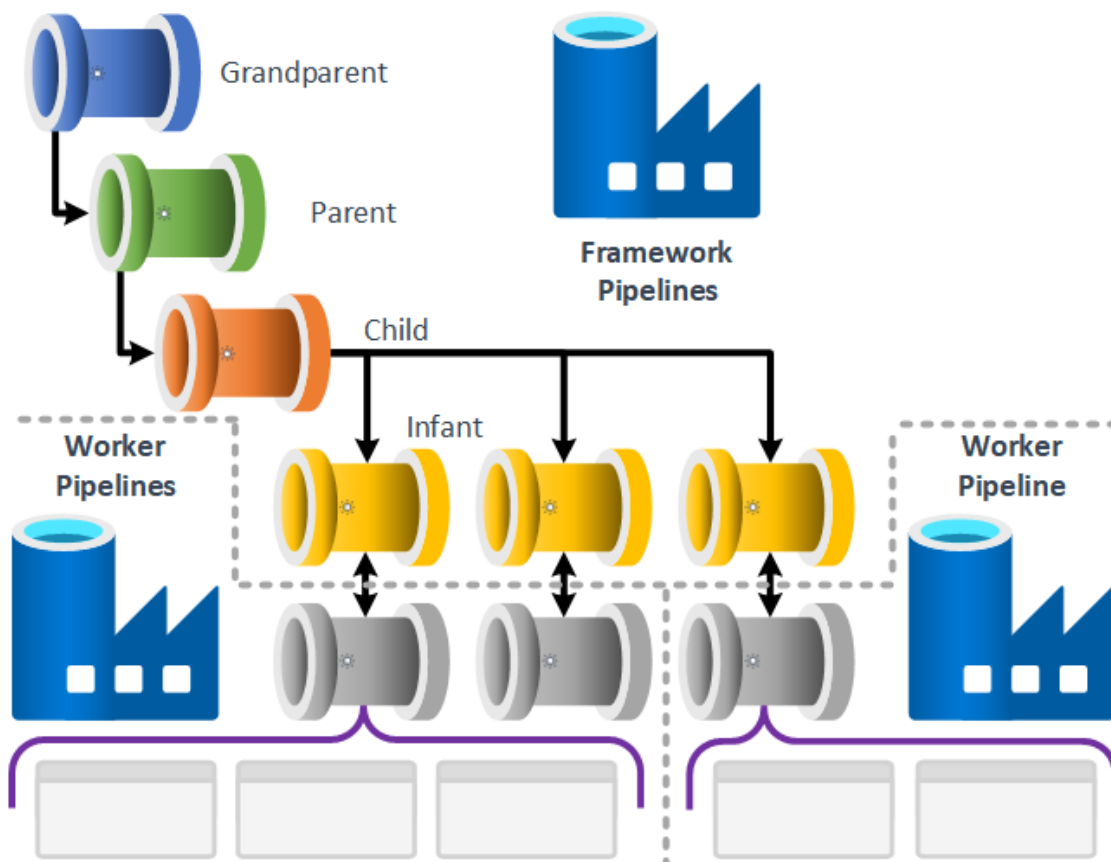 Grandparent
Parent
Framework
Pipelines
Child
Infant
Worker
Pipelines
Worker
Pipeline